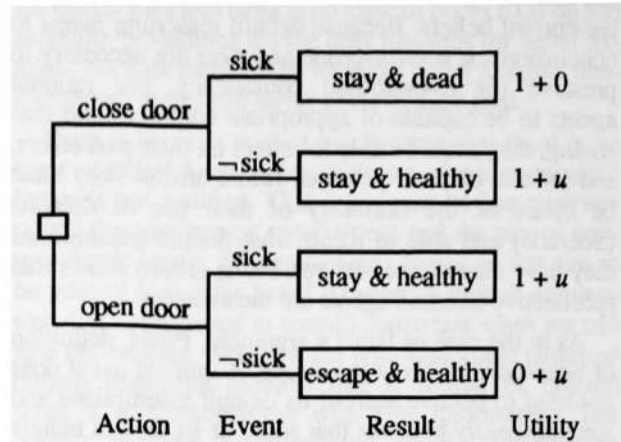 sick
stay & dead 1 + 0
close door
¬sick
stay & healthy 1 + u
sick
stay & healthy 1 + u
open door
¬sick
escape & healthy 0 + u
Action Event Result Utility